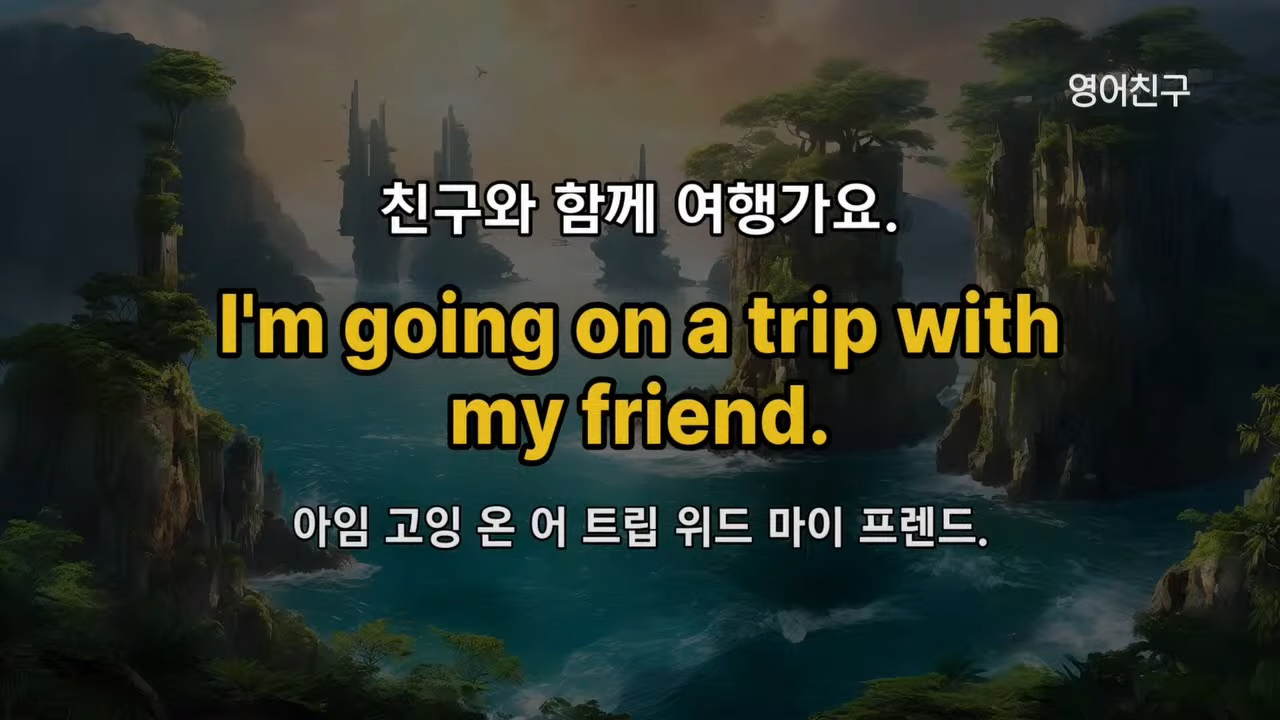 영어친구
친구와 함께 여행가요.
I'm going on a trip with
my friend.
아임 고잉 온 어 트립 위드 마이 프렌드.